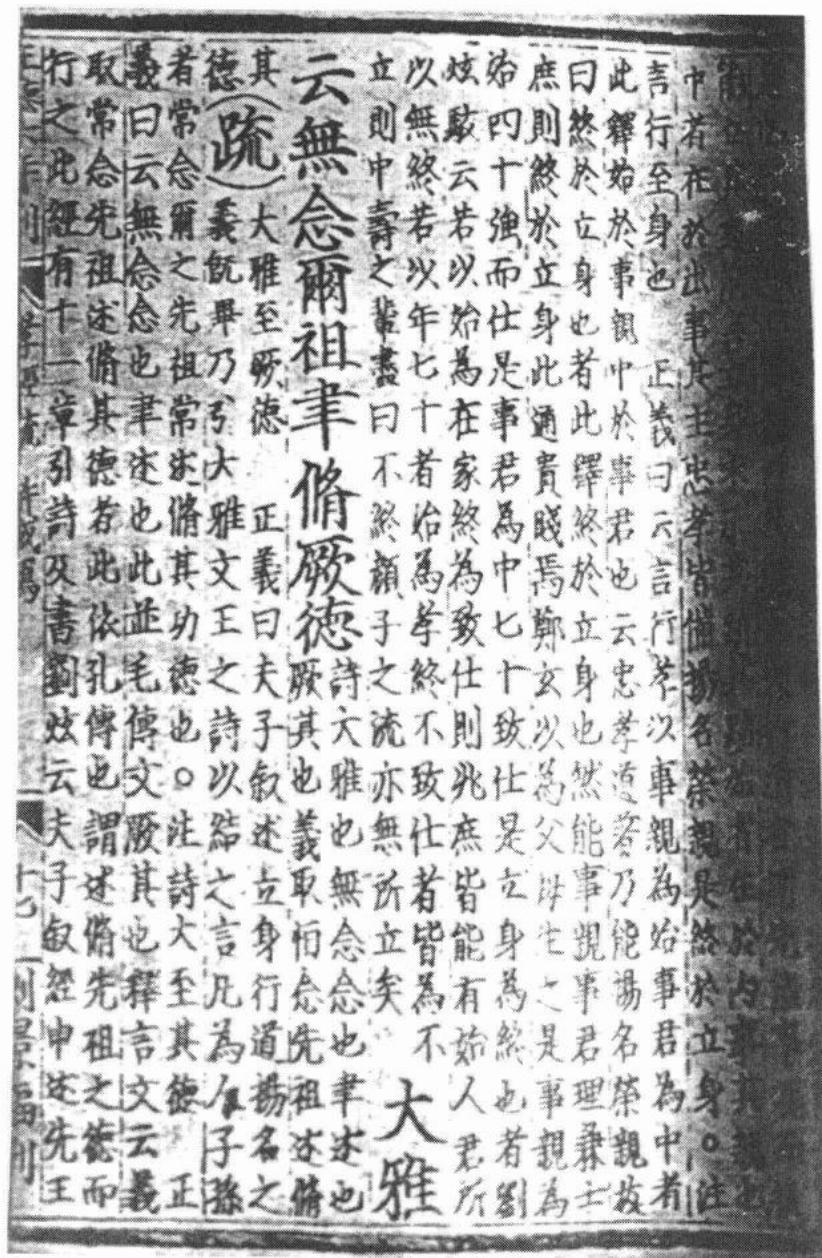 中若在於出事其主忠孝皆備揚名榮親是終於立身○注
言行至身也　正義曰云言行孝以事親為始事君為中者
此釋始於事親中於事君也云忠孝道著乃能揚名榮親故
曰終於立身也者此釋終於立身也然能事親事君理兼士
庶則終於立身此通貴賤焉鄭玄以為父母生之是事親為
始四十強而仕是事君為中七十致仕是立身為終也者劉
炫駁云若以始為在家終為致仕則兆庶皆能有始人君所
以無終若以年七十者始為孝終不致仕者皆為不
立則中壽之輩盡曰不終顏子之流亦無所立矣　大雅
云無念爾祖聿脩厥德 詩大雅也無念念也聿述也
厥其也義取恒念先祖述脩
其
德（疏）大雅至厥德　正義曰夫子敘述立身行道揚名之
義既畢乃引大雅文王之詩以結之言凡為人子孫
者常念爾之先祖常述脩其功德也○注詩大至其德　正
義曰云無念念也聿述也此並毛傳文厥其也釋言文云義
取常念先祖述脩其德者此依孔傳也謂述脩先祖之德而
行之此經有十一章引詩及書劉炫云夫子敘經申述先王